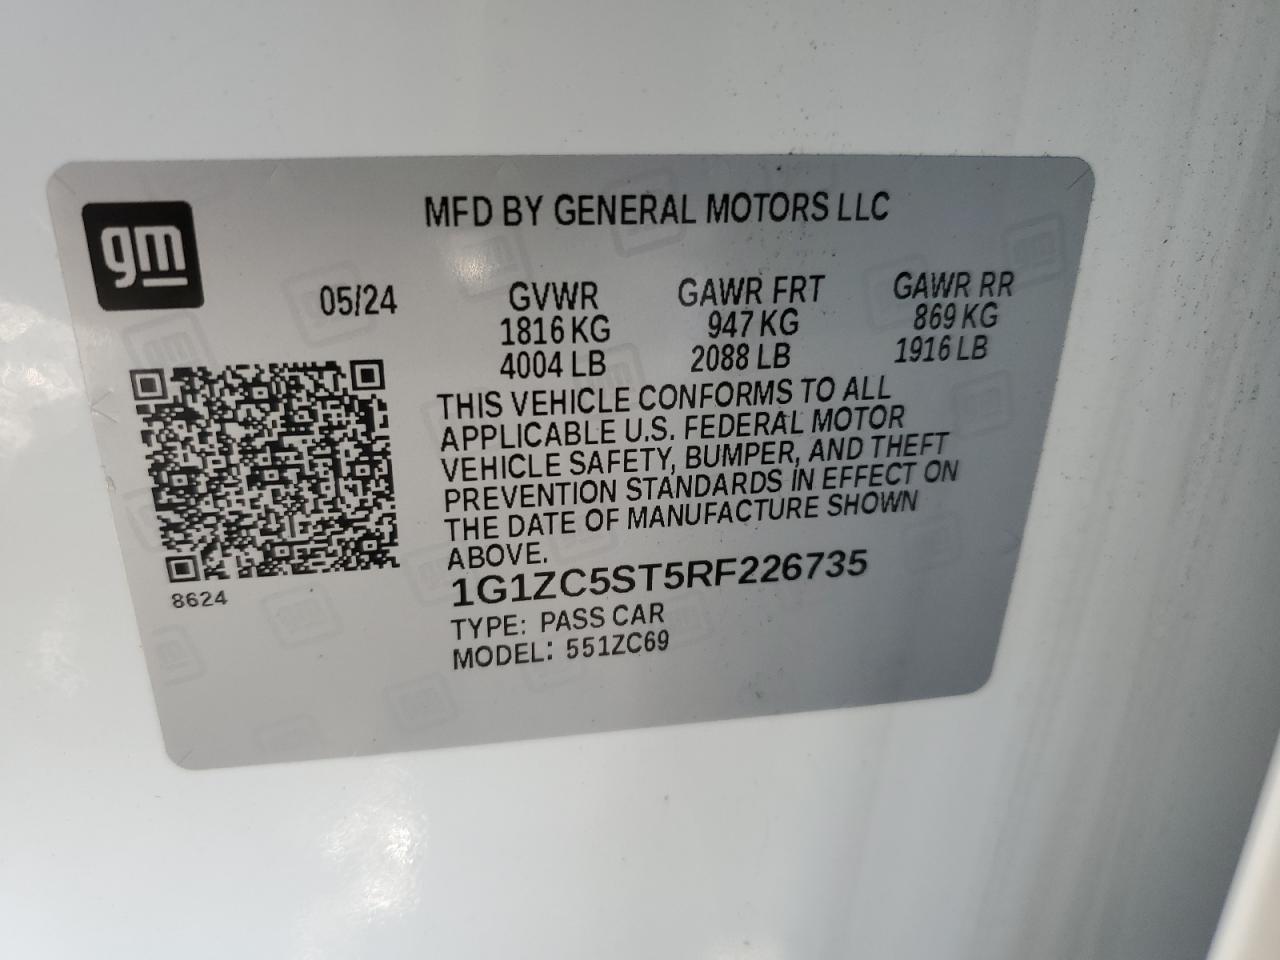 gm
MFD BY GENERAL MOTORS LLC
05/24
GVWR GAWR FRT GAWR RR
1816 KG 947 KG 869 KG
4004 LB 2088 LB 1916 LB
THIS VEHICLE CONFORMS TO ALL
APPLICABLE U.S. FEDERAL MOTOR
VEHICLE SAFETY, BUMPER, AND THEFT
PREVENTION STANDARDS IN EFFECT ON
THE DATE OF MANUFACTURE SHOWN
ABOVE.
8624
1G1ZC5ST5RF226735
TYPE: PASS CAR
MODEL: 551ZC69